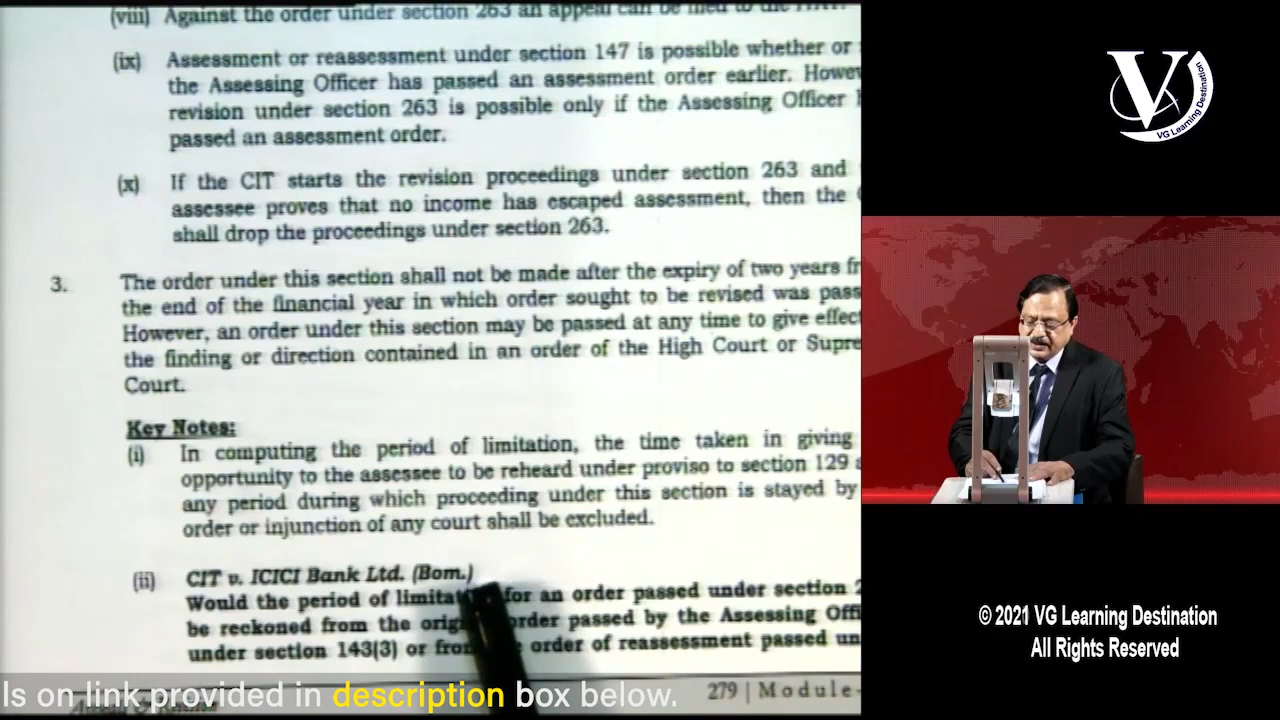 (viii) Against the order under section 263 an appeal can be filed to the
(ix) Assessment or reassessment under section 147 is possible whether or
the Assessing Officer has passed an assessment order earlier. Howev
revision under section 263 is possible only if the Assessing Officer
passed an assessment order.
(x) If the CIT starts the revision proceedings under section 263 and
assessee proves that no income has escaped assessment, then the
shall drop the proceedings under section 263.
3. The order under this section shall not be made after the expiry of two years fr
the end of the financial year in which order sought to be revised was pass
However, an order under this section may be passed at any time to give effect
the finding or direction contained in an order of the High Court or Supre
Court.
Key Notes:
(i) In computing the period of limitation, the time taken in giving
opportunity to the assessee to be reheard under proviso to section 129
any period during which proceeding under this section is stayed by
order or injunction of any court shall be excluded.
(ii) CIT v. ICICI Bank Ltd. (Bom.)
Would the period of limitat for an order passed under section 2
be reckoned from the orig order passed by the Assessing Offi
under section 143(3) or from order of reassessment passed un
279 | Module-
ls on link provided in description box below.
V
VG Learning Destination
© 2021 VG Learning Destination
All Rights Reserved